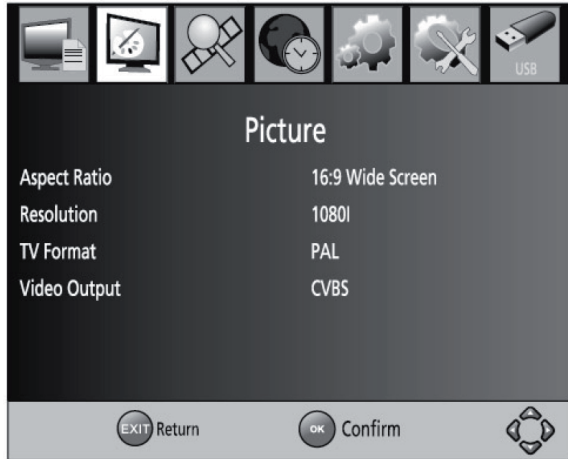 USB
Picture
Aspect Ratio 16:9 Wide Screen
Resolution 1080I
TV Format PAL
Video Output CVBS
EXIT Return OK Confirm